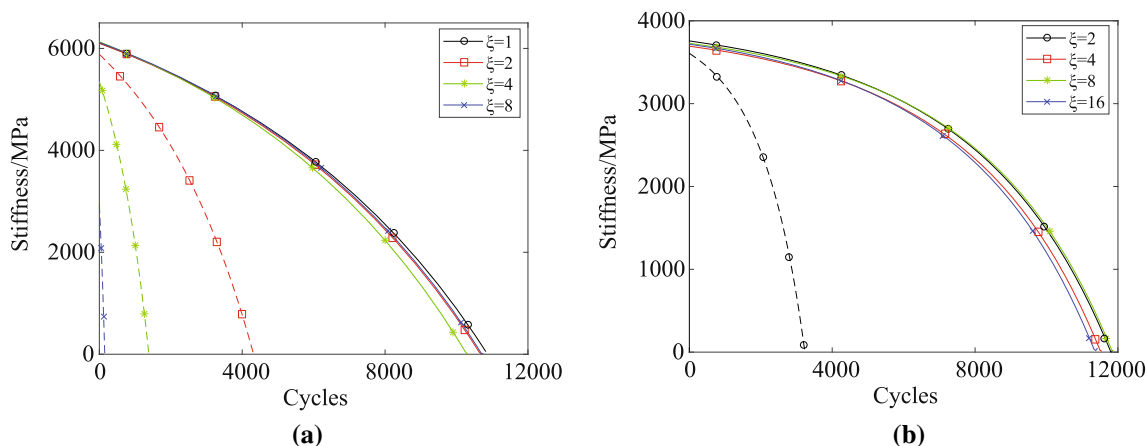 6000
4000
2000
0
Stiffness/MPa
0
4000
8000
12000
Cycles
ξ=1
ξ=2
ξ=4
ξ=8
(a)
4000
3000
2000
1000
0
Stiffness/MPa
0
4000
8000
12000
Cycles
ξ=2
ξ=4
ξ=8
ξ=16
(b)